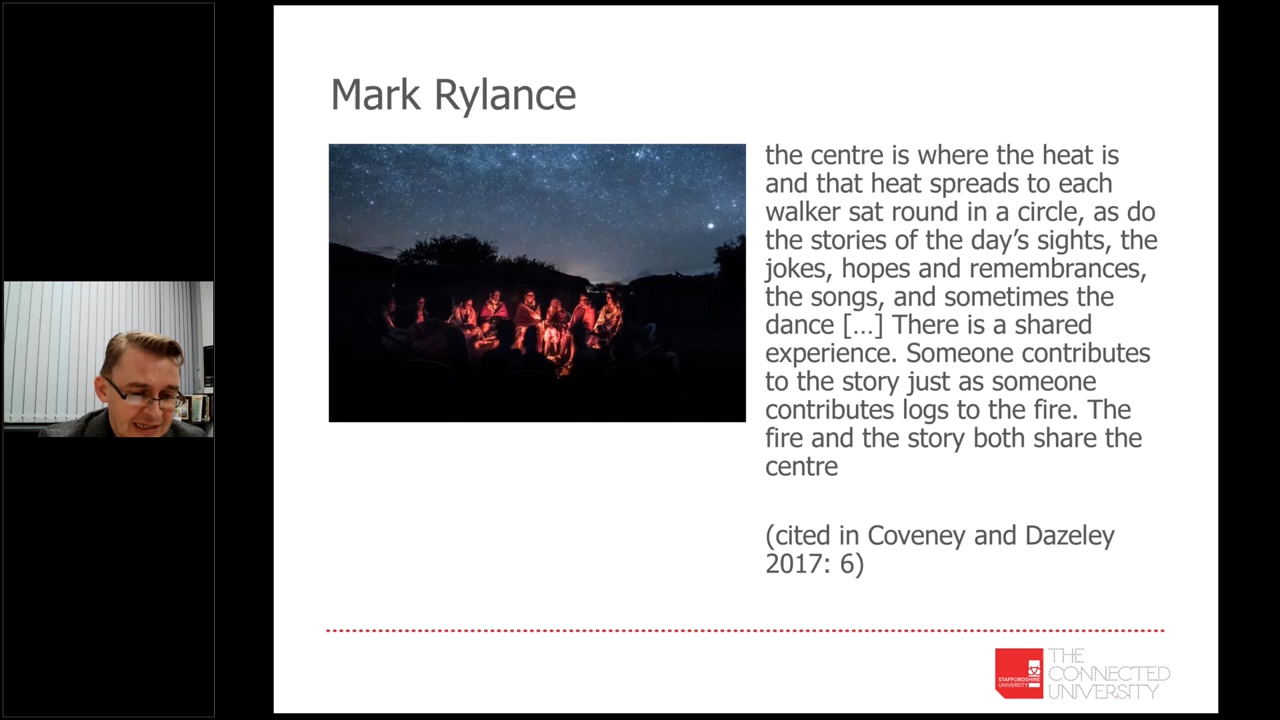 Mark Rylance
the centre is where the heat is
and that heat spreads to each
walker sat round in a circle, as do
the stories of the day’s sights, the
jokes, hopes and remembrances,
the songs, and sometimes the
dance […] There is a shared
experience. Someone contributes
to the story just as someone
contributes logs to the fire. The
fire and the story both share the
centre
(cited in Coveney and Dazeley
2017: 6)
STAFFORDSHIRE
UNIVERSITY
THE
CONNECTED
UNIVERSITY